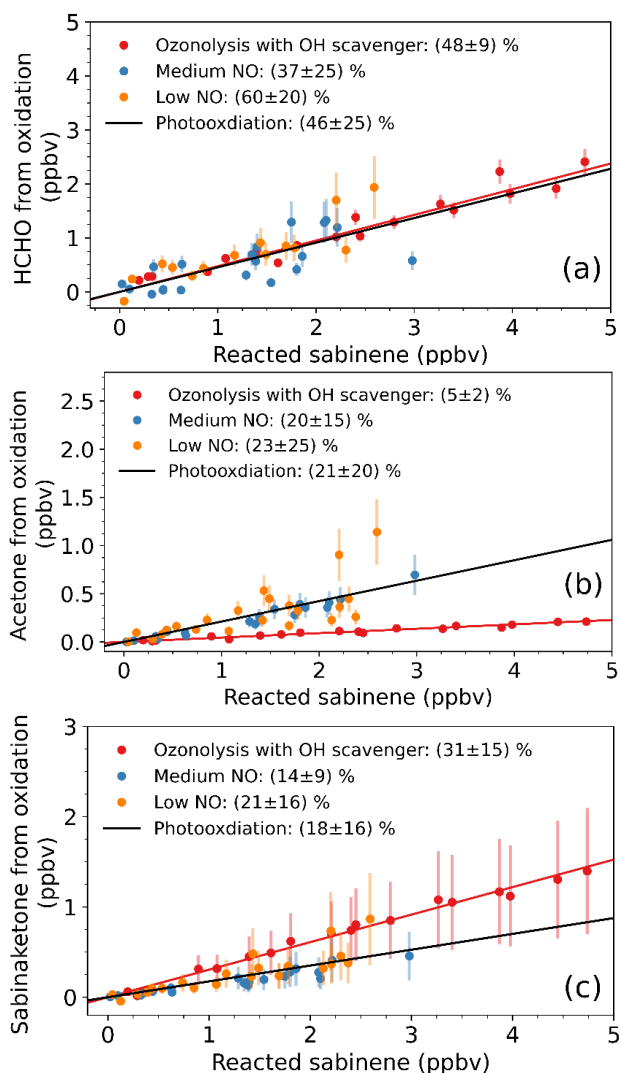 5
4
3
2
1
0
HCHO from oxidation
(ppbv)
Ozonolysis with OH scavenger: (48±9) %
Medium NO: (37±25) %
Low NO: (60±20) %
Photooxdiation: (46±25) %
(a)
0 1 2 3 4 5
Reacted sabinene (ppbv)
2.5
2.0
1.5
1.0
0.5
0.0
Acetone from oxidation
(ppbv)
Ozonolysis with OH scavenger: (5±2) %
Medium NO: (20±15) %
Low NO: (23±25) %
Photooxdiation: (21±20) %
(b)
0 1 2 3 4 5
Reacted sabinene (ppbv)
3
2
1
0
Sabinaketone from oxidation
(ppbv)
Ozonolysis with OH scavenger: (31±15) %
Medium NO: (14±9) %
Low NO: (21±16) %
Photooxdiation: (18±16) %
(c)
0 1 2 3 4 5
Reacted sabinene (ppbv)